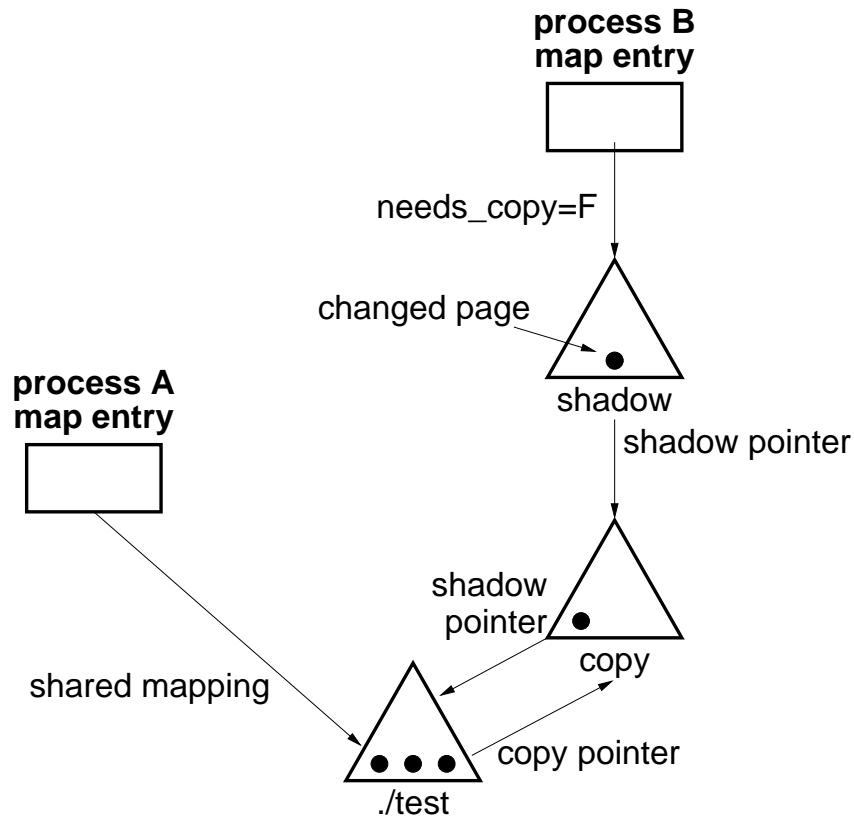 process B
map entry
needs_copy=F
changed page
shadow
shadow pointer
process A
map entry
shadow
pointer
copy
shared mapping
copy pointer
./test